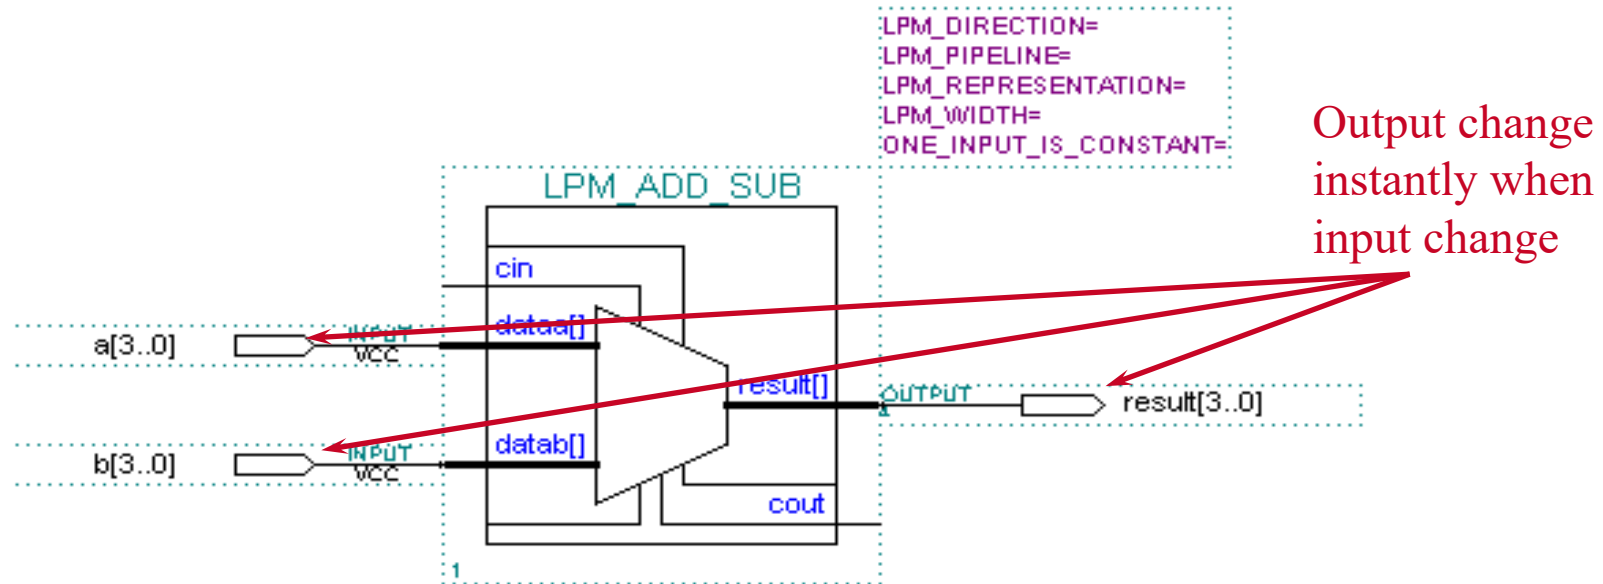 LPM_DIRECTION=
LPM_PIPELINE=
LPM_REPRESENTATION=
LPM_WIDTH=
ONE_INPUT_IS_CONSTANT=
Output change
instantly when
input change
LPM_ADD_SUB
cin
dataa[]
a[3..0]
INPUT
VCC
result[]
OUTPUT
result[3..0]
datab[]
b[3..0]
INPUT
VCC
cout
1